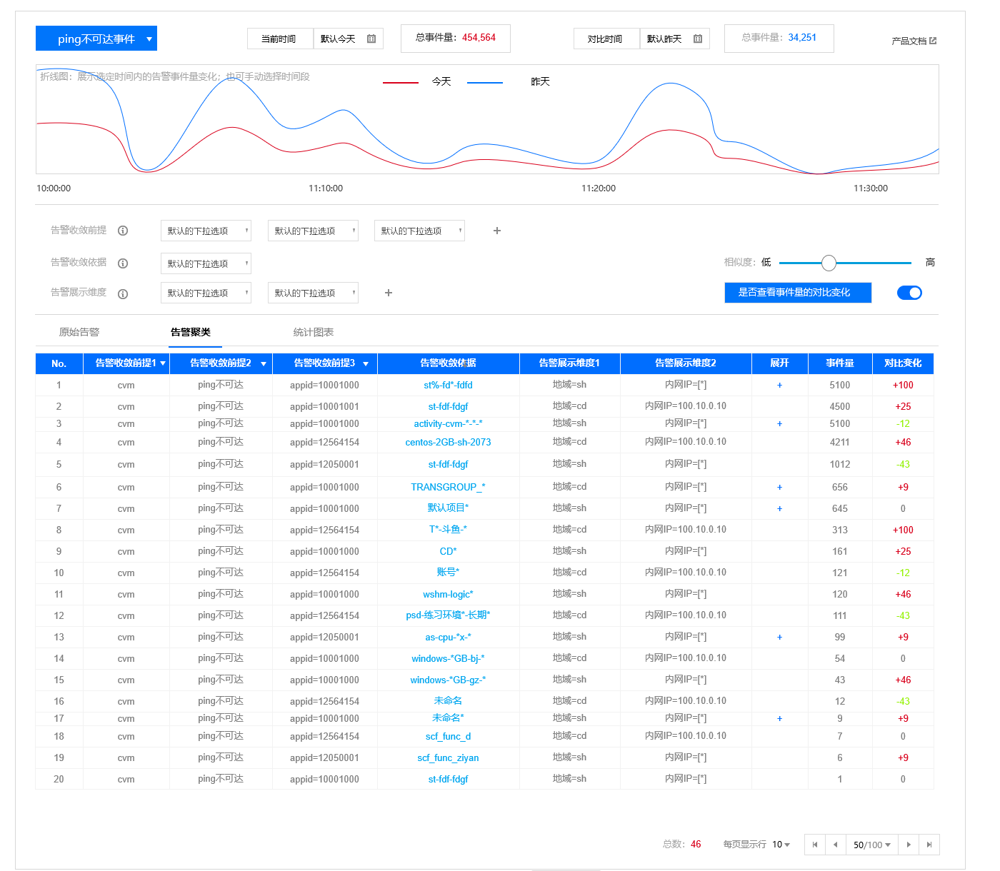 ping不可达事件 当前时间 默认今天 总事件量：454,564 对比时间 默认昨天 总事件量：34,251 产品文档
折线图：展示选定时间内的告警事件量变化；也可手动选择时间段 今天 昨天
10:00:00 11:10:00 11:20:00 11:30:00
告警收敛前提 默认的下拉选项 默认的下拉选项 默认的下拉选项 +
告警收敛依据 默认的下拉选项 相似度：低 高
告警展示维度 默认的下拉选项 默认的下拉选项 + 是否查看事件量的对比变化
原始告警 告警聚类 统计图表
No. 告警收敛前提1 告警收敛前提2 告警收敛前提3 告警收敛依据 告警展示维度1 告警展示维度2 展开 事件量 对比变化
1 cvm ping不可达 appid=10001000 st%-fd*-fdfd 地域=sh 内网IP=[*] + 5100 +100
2 cvm ping不可达 appid=10001001 st-fdf-fdgf 地域=cd 内网IP=100.10.0.10 4500 +25
3 cvm ping不可达 appid=10001000 activity-cvm-*-*-* 地域=sh 内网IP=[*] + 5100 -12
4 cvm ping不可达 appid=12564154 centos-2GB-sh-2073 地域=cd 内网IP=100.10.0.10 4211 +46
5 cvm ping不可达 appid=12050001 st-fdf-fdgf 地域=sh 内网IP=[*] 1012 -43
6 cvm ping不可达 appid=10001000 TRANSGROUP_* 地域=cd 内网IP=[*] + 656 +9
7 cvm ping不可达 appid=10001000 默认项目* 地域=sh 内网IP=[*] + 645 0
8 cvm ping不可达 appid=12564154 T*-斗鱼-* 地域=cd 内网IP=100.10.0.10 313 +100
9 cvm ping不可达 appid=10001000 CD* 地域=sh 内网IP=[*] 161 +25
10 cvm ping不可达 appid=12564154 账号* 地域=cd 内网IP=100.10.0.10 121 -12
11 cvm ping不可达 appid=10001000 wshm-logic* 地域=sh 内网IP=[*] 120 +46
12 cvm ping不可达 appid=12564154 psd-练习环境*-长期* 地域=cd 内网IP=100.10.0.10 111 -43
13 cvm ping不可达 appid=12050001 as-cpu-*x-* 地域=sh 内网IP=[*] + 99 +9
14 cvm ping不可达 appid=10001000 windows-*GB-bj-* 地域=cd 内网IP=100.10.0.10 54 0
15 cvm ping不可达 appid=10001000 windows-*GB-gz-* 地域=sh 内网IP=[*] 43 +46
16 cvm ping不可达 appid=12564154 未命名 地域=cd 内网IP=100.10.0.10 12 -43
17 cvm ping不可达 appid=10001000 未命名* 地域=sh 内网IP=[*] + 9 +9
18 cvm ping不可达 appid=12564154 scf_func_d 地域=cd 内网IP=100.10.0.10 7 0
19 cvm ping不可达 appid=12050001 scf_func_ziyan 地域=sh 内网IP=[*] 6 +9
20 cvm ping不可达 appid=10001000 st-fdf-fdgf 地域=sh 内网IP=[*] 1 0
总数：46 每页显示行 10 50/100